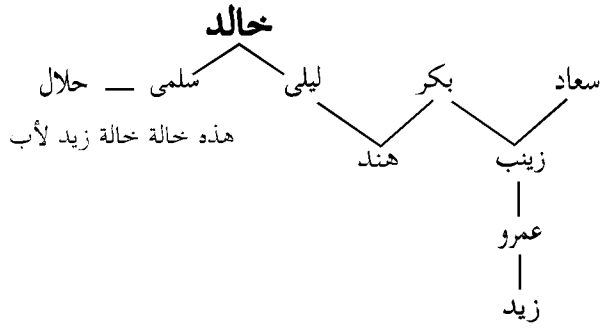 خالد
سعاد بكر ليلى سلمى — حلال
هذه خالة خالة زيد لأب
زينب هند
عمرو
زيد